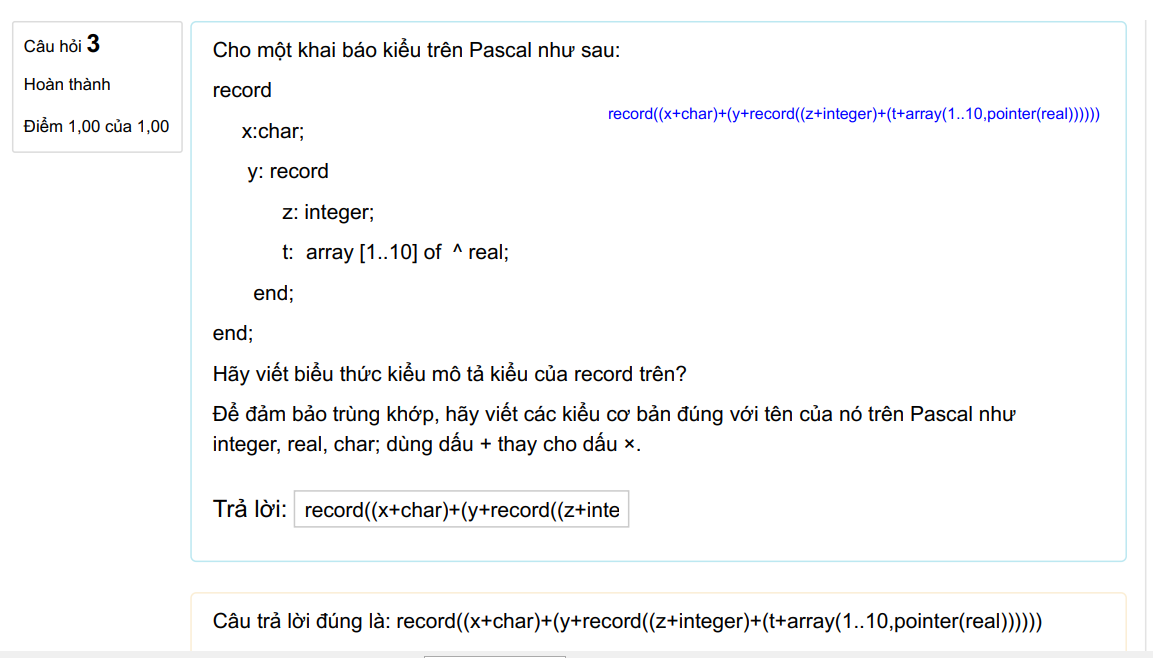 Câu hỏi 3
Hoàn thành
Điểm 1,00 của 1,00
Cho một khai báo kiểu trên Pascal như sau:
record
record((x+char)+(y+record((z+integer)+(t+array(1..10,pointer(real))))))
x:char;
y: record
z: integer;
t: array [1..10] of ^ real;
end;
end;
Hãy viết biểu thức kiểu mô tả kiểu của record trên?
Để đảm bảo trùng khớp, hãy viết các kiểu cơ bản đúng với tên của nó trên Pascal như
integer, real, char; dùng dấu + thay cho dấu ×.
Trả lời: record((x+char)+(y+record((z+inte
Câu trả lời đúng là: record((x+char)+(y+record((z+integer)+(t+array(1..10,pointer(real))))))